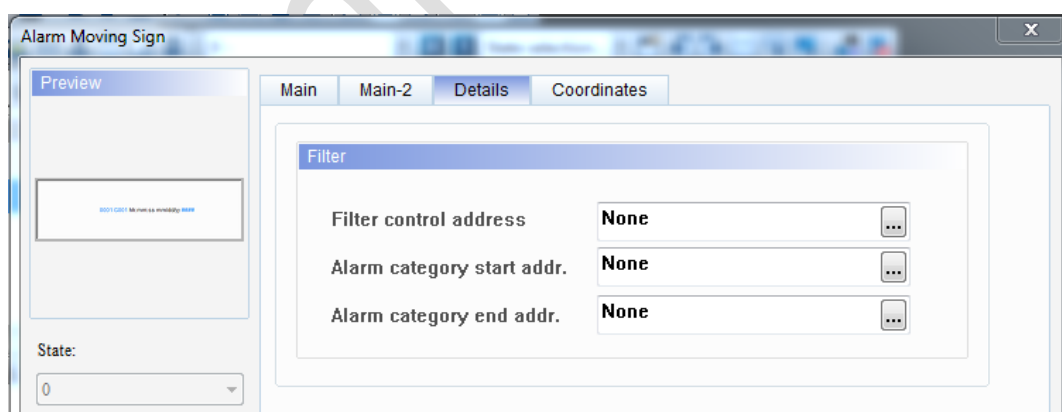 Alarm Moving Sign
X
Preview
Main Main-2 Details Coordinates
Filter
Filter control address None ...
Alarm category start addr. None ...
Alarm category end addr. None ...
State:
0